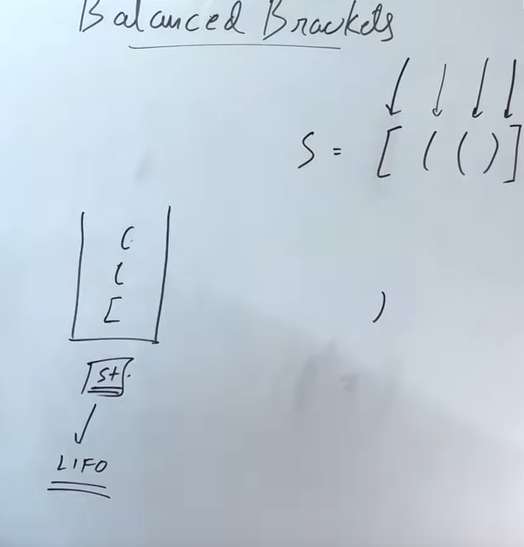 Balanced Brackets
S = [ ( ( ) ]
(
(
[
)
St
LIFO